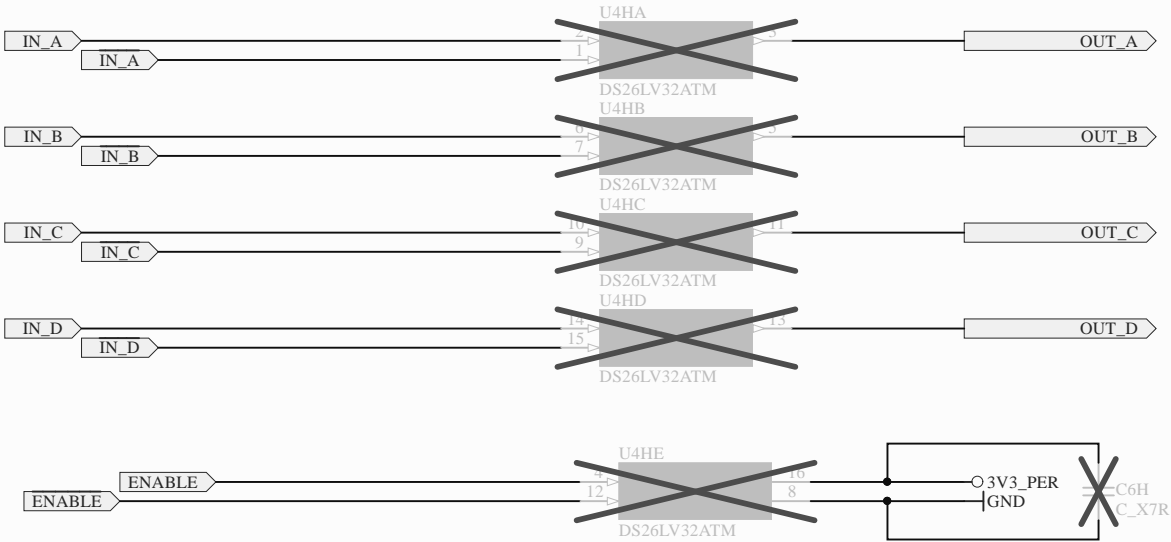 U4HA
IN_A 2 3 OUT_A
IN_A 1
DS26LV32ATM
U4HB
IN_B 6 5 OUT_B
IN_B 7
DS26LV32ATM
U4HC
IN_C 10 11 OUT_C
IN_C 9
DS26LV32ATM
U4HD
IN_D 14 13 OUT_D
IN_D 15
DS26LV32ATM
U4HE
ENABLE 4 16 3V3_PER C6H
ENABLE 12 8 GND C_X7R
DS26LV32ATM